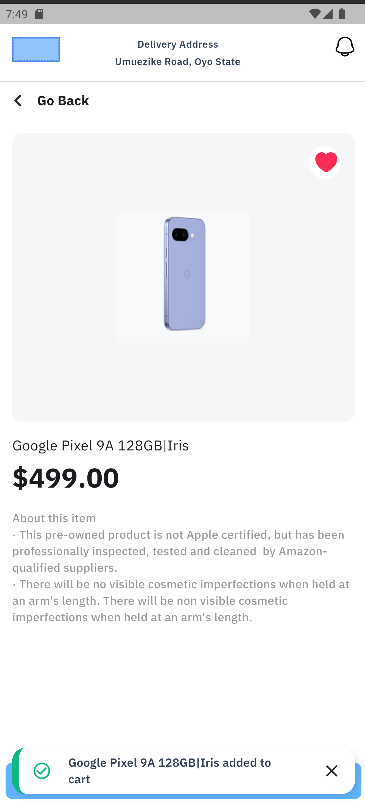 7:49
Delivery Address
Umuezike Road, Oyo State
Go Back
Google Pixel 9A 128GB|Iris
$499.00
About this item
· This pre-owned product is not Apple certified, but has been
professionally inspected, tested and cleaned by Amazon-
qualified suppliers.
· There will be no visible cosmetic imperfections when held at
an arm's length. There will be non visible cosmetic
imperfections when held at an arm's length.
Google Pixel 9A 128GB|Iris added to
cart